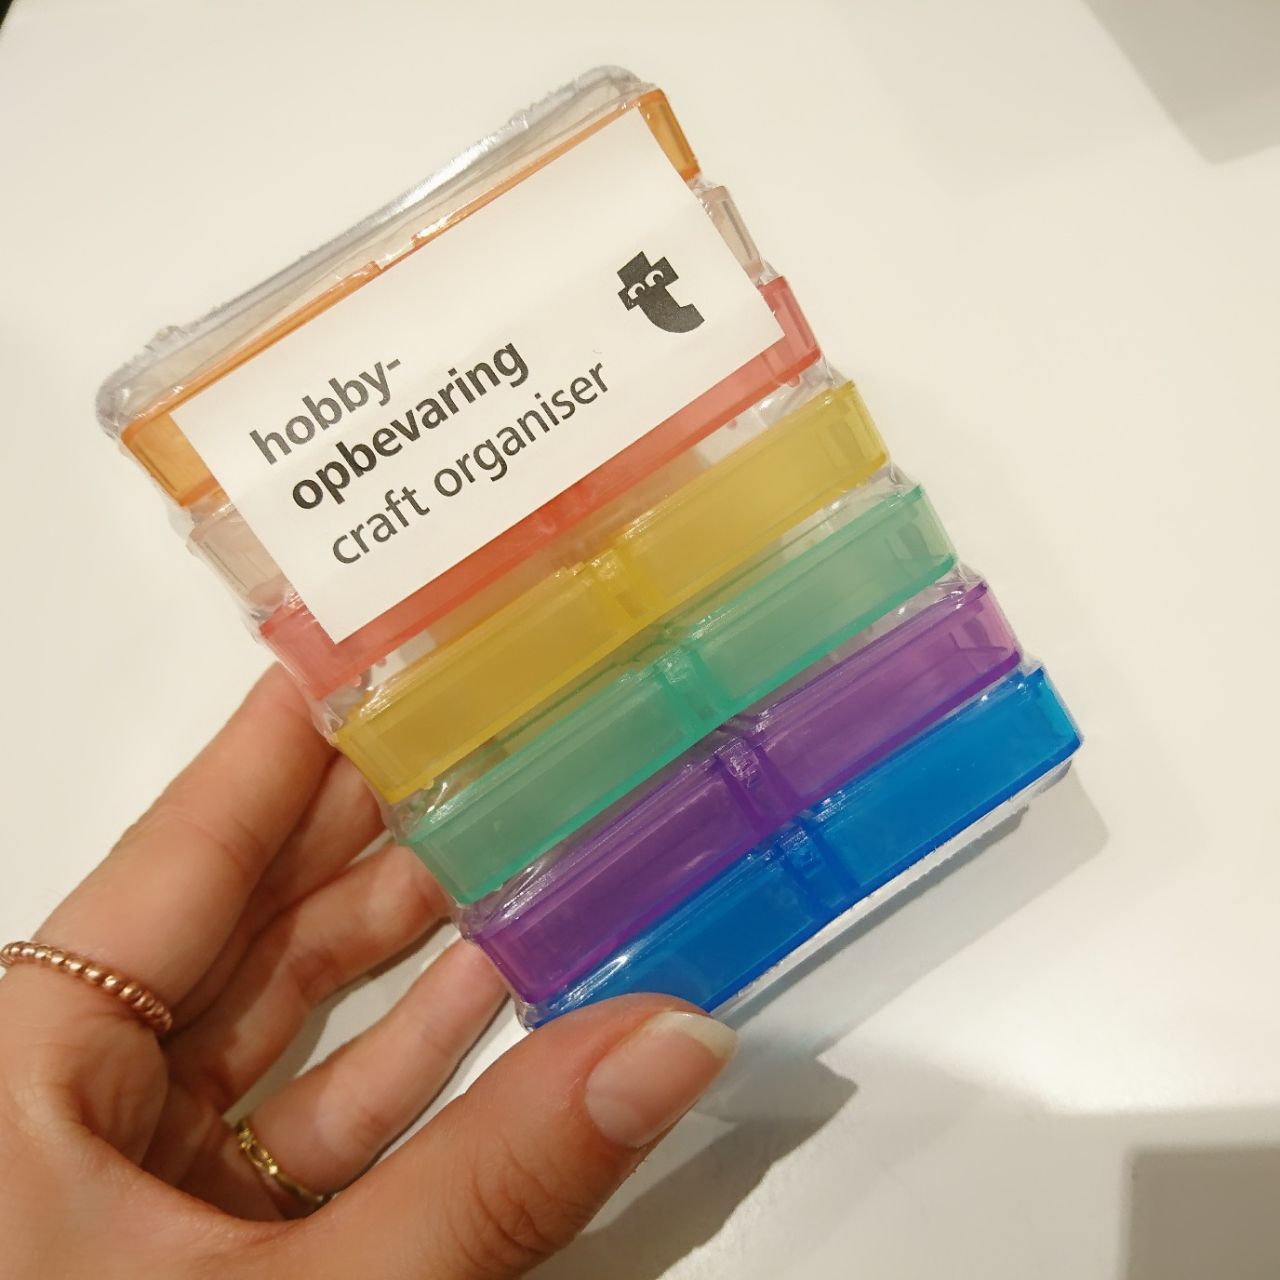 hobby-
opbevaring
craft organiser